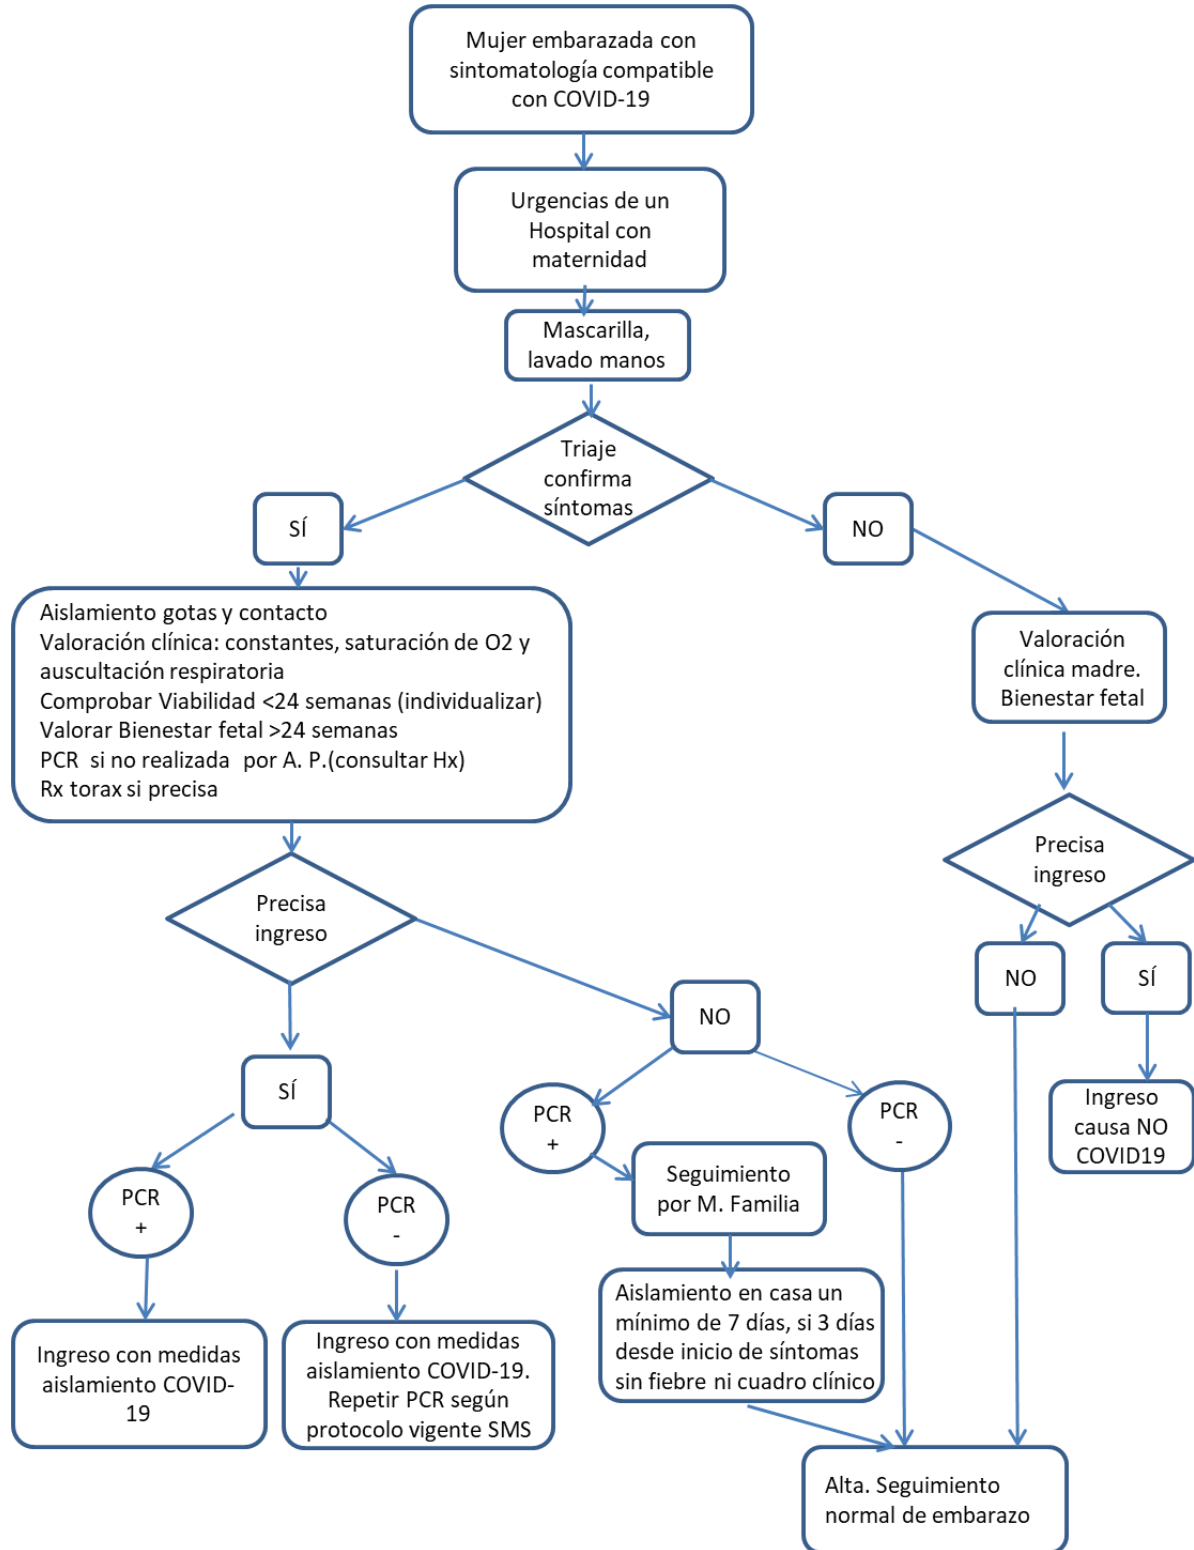 Mujer embarazada con
sintomatología compatible
con COVID-19
Urgencias de un
Hospital con
maternidad
Mascarilla,
lavado manos
Triaje
confirma
síntomas
SÍ
NO
Aislamiento gotas y contacto
Valoración clínica: constantes, saturación de O2 y
auscultación respiratoria
Comprobar Viabilidad <24 semanas (individualizar)
Valorar Bienestar fetal >24 semanas
PCR si no realizada por A. P.(consultar Hx)
Rx torax si precisa
Valoración
clínica madre.
Bienestar fetal
Precisa
ingreso
Precisa
ingreso
NO
SÍ
NO
SÍ
Ingreso
causa NO
COVID19
PCR
+
PCR
-
Seguimiento
por M. Familia
PCR
+
PCR
-
Aislamiento en casa un
mínimo de 7 días, si 3 días
desde inicio de síntomas
sin fiebre ni cuadro clínico
Ingreso con medidas
aislamiento COVID-
19
Ingreso con medidas
aislamiento COVID-19.
Repetir PCR según
protocolo vigente SMS
Alta. Seguimiento
normal de embarazo